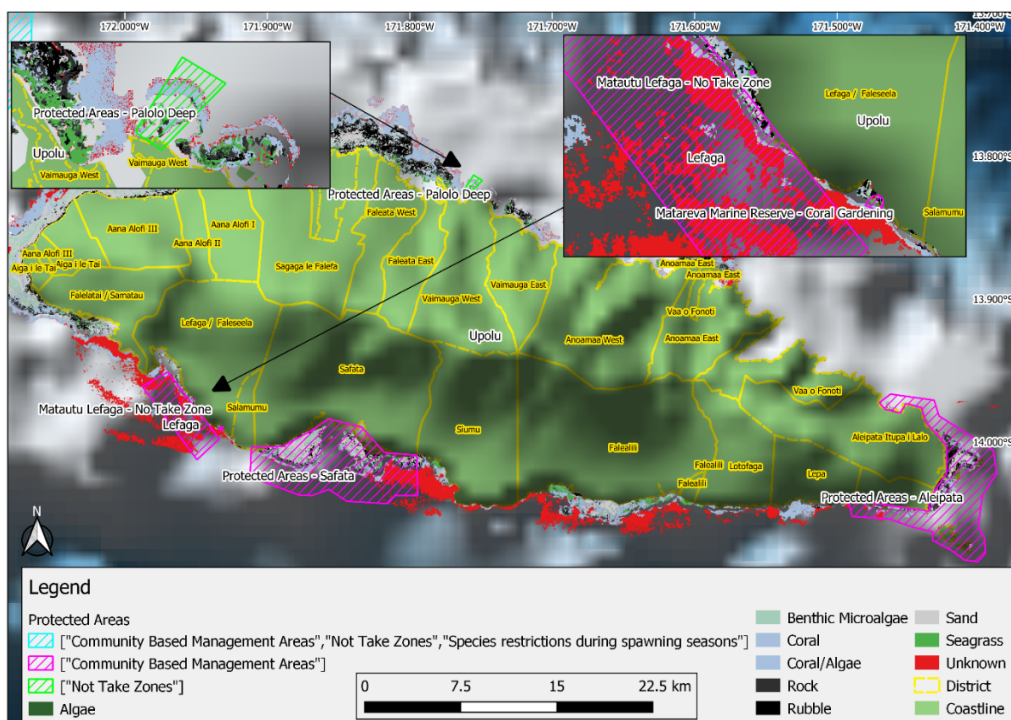 172.000°W 171.900°W 171.800°W 171.700°W 171.600°W 171.500°W 171.400°W
13.700°S
Protected Areas - Palolo Deep
Upolu
Vaimauga West
Vaimauga West
Matautu Lefaga - No Take Zone
Lefaga / Faleseela
Upolu
Lefaga
Matareva Marine Reserve - Coral Gardening
Salamumu
13.800°S
Protected Areas - Palolo Deep
Aana Alofi III
Aana Alofi I
Aana Alofi II
Faleata West
Aana Alofi III
Aiga i le Tai
Aiga i le Tai
Sagaga le Falefa
Faleata East
Vaimauga West
Vaimauga East
Anoamaa East
Anoamaa East
Vaa o Fonoti
Anoamaa West
Anoamaa East
Falelatai / Samatau
Lefaga / Faleseela
Upolu
13.900°S
Safata
Vaa o Fonoti
Matautu Lefaga - No Take Zone
Lefaga
Salamumu
Siumu
Falealili
Aleipata Itupa i Lalo
14.000°S
Protected Areas - Safata
Falealili
Lotofaga
Lepa
Falealili
Protected Areas - Aleipata
N
Legend
Protected Areas
["Community Based Management Areas","Not Take Zones","Species restrictions during spawning seasons"]
["Community Based Management Areas"]
["Not Take Zones"]
Algae
0 7.5 15 22.5 km
Benthic Microalgae
Coral
Coral/Algae
Rock
Rubble
Sand
Seagrass
Unknown
District
Coastline